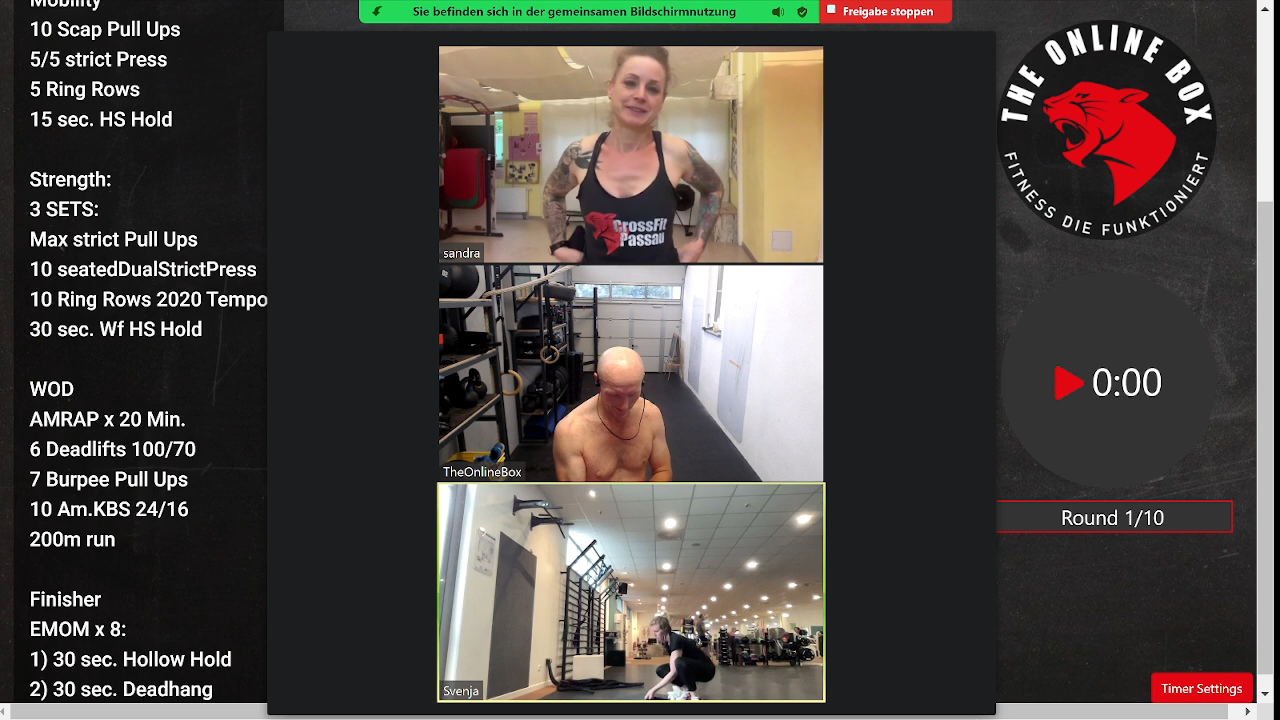 Mobility
10 Scap Pull Ups
5/5 strict Press
5 Ring Rows
15 sec. HS Hold
Strength:
3 SETS:
Max strict Pull Ups
10 seatedDualStrictPress
10 Ring Rows 2020 Tempo
30 sec. Wf HS Hold
WOD
AMRAP x 20 Min.
6 Deadlifts 100/70
7 Burpee Pull Ups
10 Am.KBS 24/16
200m run
Finisher
EMOM x 8:
1) 30 sec. Hollow Hold
2) 30 sec. Deadhang
Sie befinden sich in der gemeinsamen Bildschirmnutzung
Freigabe stoppen
CrossFit
Passau
sandra
TheOnlineBox
Svenja
THE ONLINE BOX
FITNESS DIE FUNKTIONIERT
0:00
Round 1/10
Timer Settings